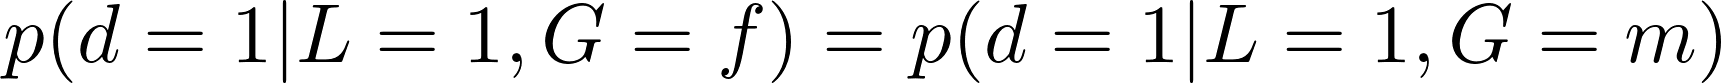 p(d = 1|L = 1, G = f) = p(d = 1|L = 1, G = m)